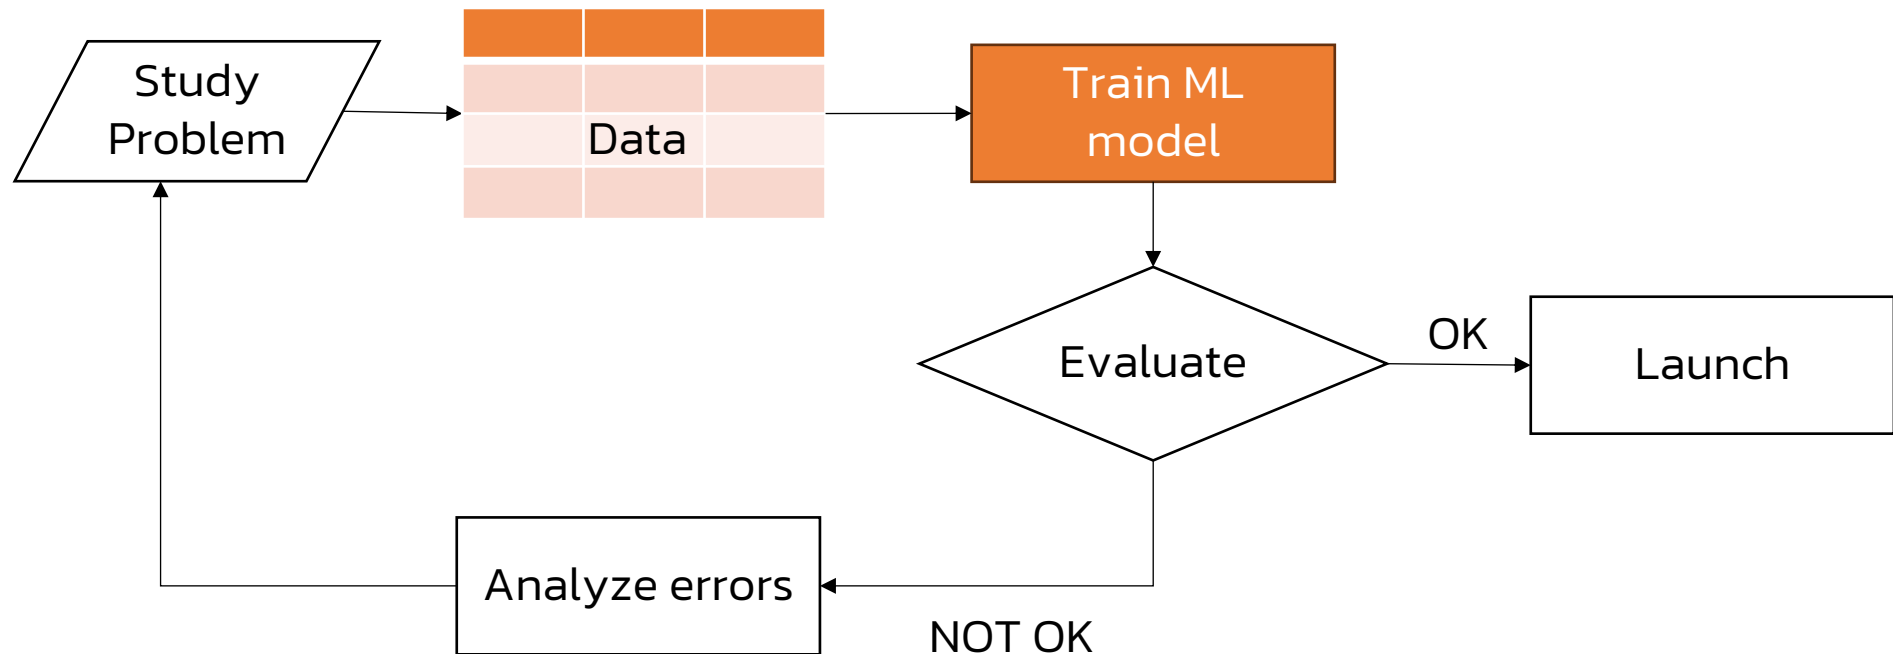 Study
Problem
Data
Train ML
model
Evaluate
OK
Launch
Analyze errors
NOT OK